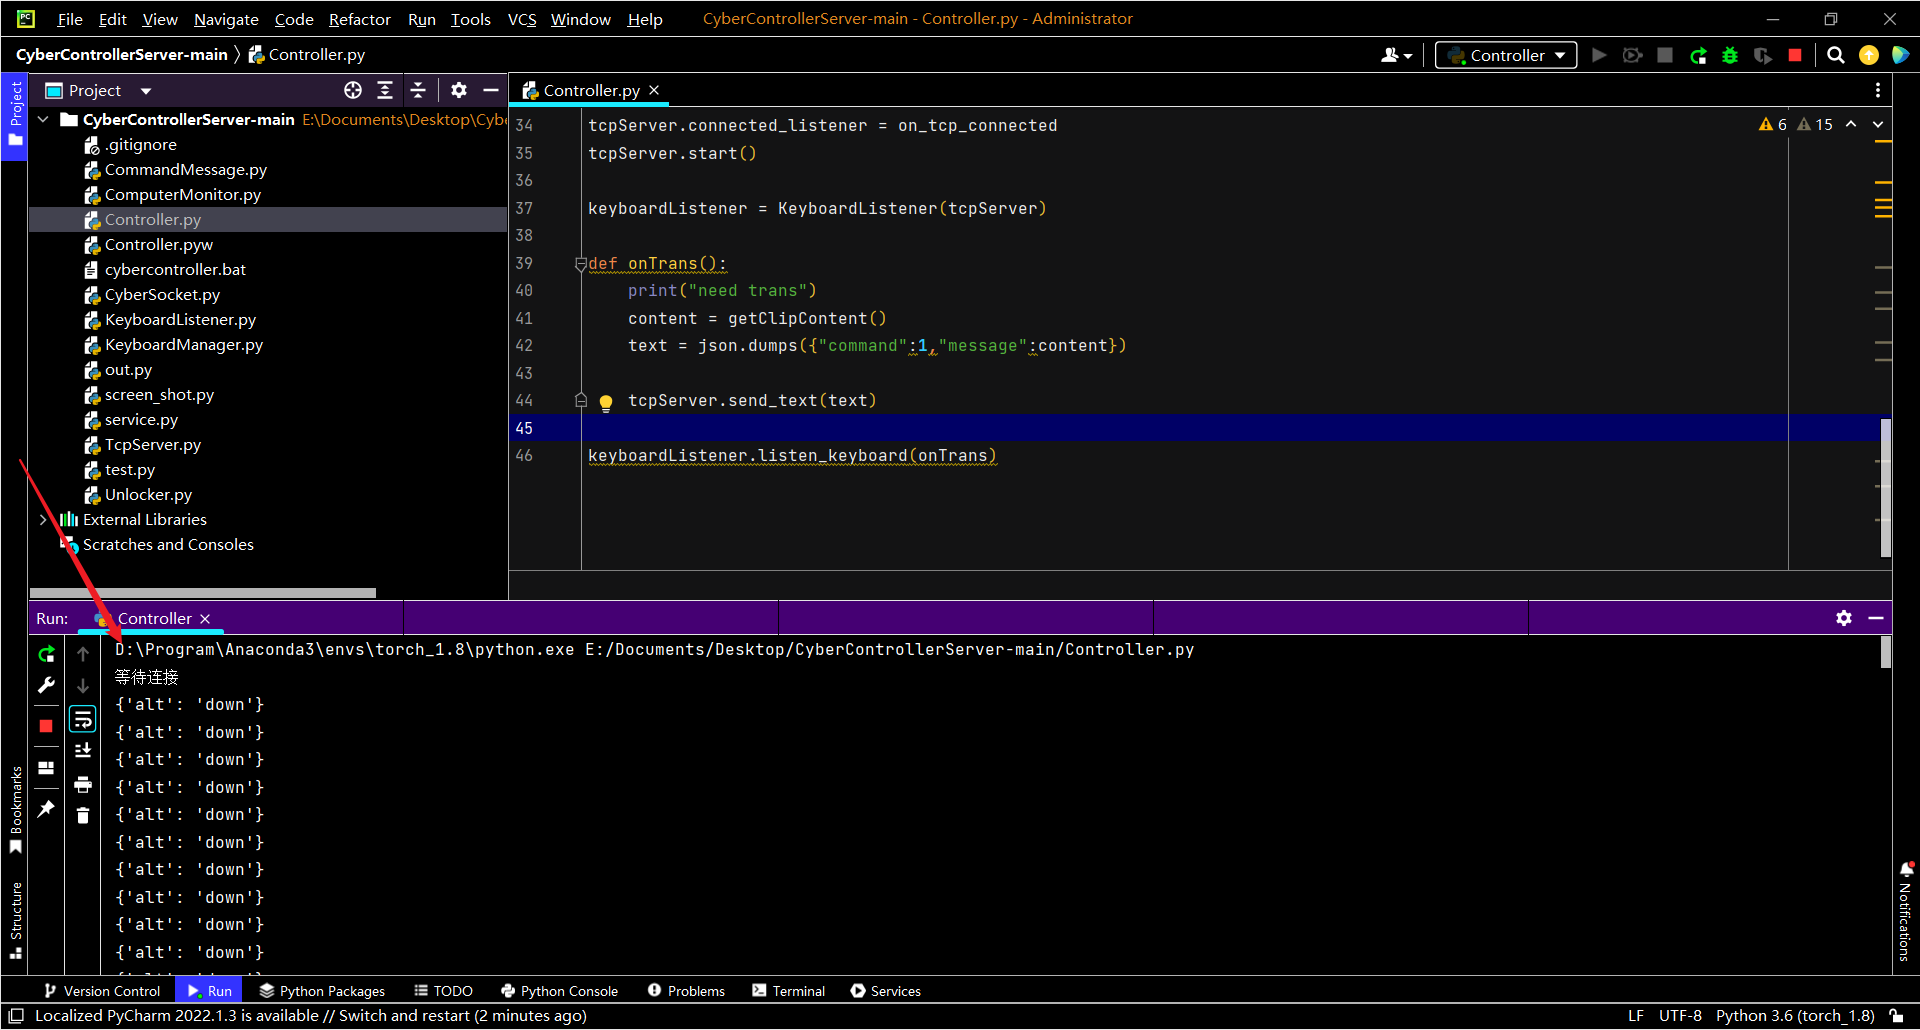 PC File Edit View Navigate Code Refactor Run Tools VCS Window Help CyberControllerServer-main - Controller.py - Administrator
CyberControllerServer-main Controller.py Controller
Project
Project
CyberControllerServer-main E:\Documents\Desktop\Cybe
.gitignore
CommandMessage.py
ComputerMonitor.py
Controller.py
Controller.pyw
cybercontroller.bat
CyberSocket.py
KeyboardListener.py
KeyboardManager.py
out.py
screen_shot.py
service.py
TcpServer.py
test.py
Unlocker.py
External Libraries
Scratches and Consoles
Controller.py
6 15
34 tcpServer.connected_listener = on_tcp_connected
35 tcpServer.start()
36
37 keyboardListener = KeyboardListener(tcpServer)
38
39 def onTrans():
40 print("need trans")
41 content = getClipContent()
42 text = json.dumps({"command":1,"message":content})
43
44 tcpServer.send_text(text)
45
46 keyboardListener.listen_keyboard(onTrans)
Run: Controller
D:\Program\Anaconda3\envs\torch_1.8\python.exe E:/Documents/Desktop/CyberControllerServer-main/Controller.py
等待连接
{'alt': 'down'}
{'alt': 'down'}
{'alt': 'down'}
{'alt': 'down'}
{'alt': 'down'}
{'alt': 'down'}
{'alt': 'down'}
{'alt': 'down'}
{'alt': 'down'}
{'alt': 'down'}
Bookmarks
Structure
Notifications
Version Control Run Python Packages TODO Python Console Problems Terminal Services
Localized PyCharm 2022.1.3 is available // Switch and restart (2 minutes ago) LF UTF-8 Python 3.6 (torch_1.8)